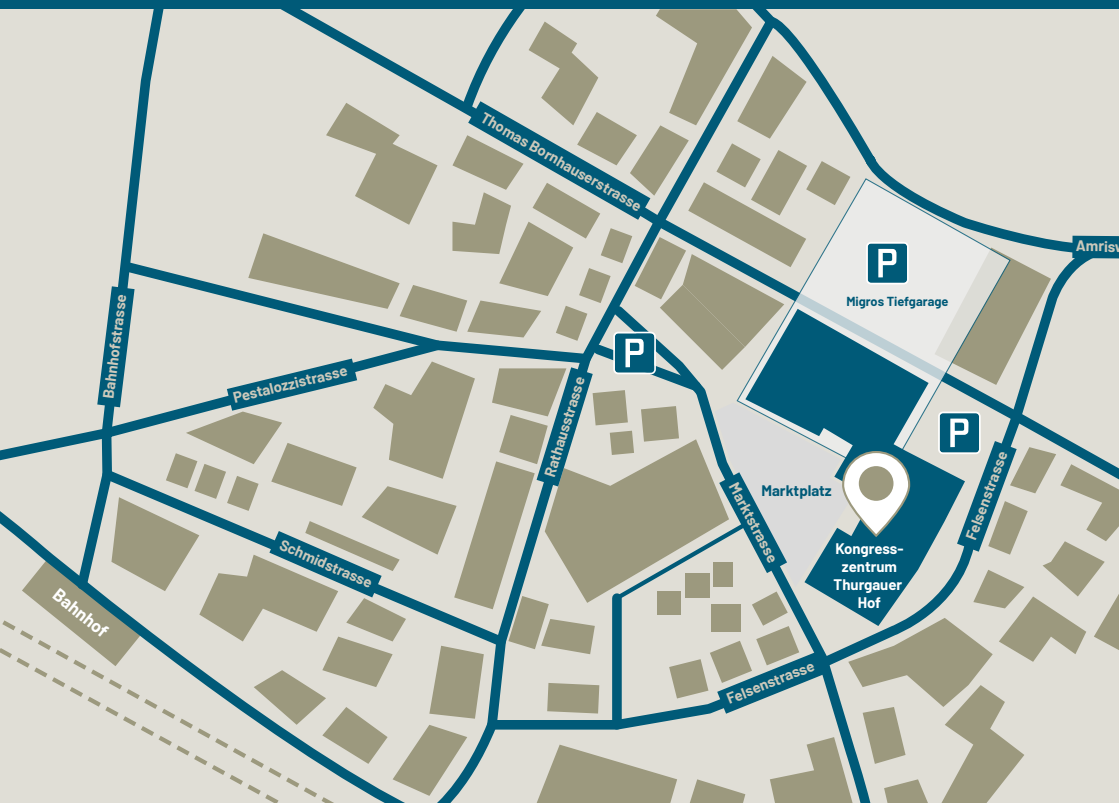 Thomas Bornhauserstrasse
Amrisw
P
Migros Tiefgarage
Bahnhofstrasse
Pestalozzistrasse
P
Rathausstrasse
P
Marktplatz
Marktstrasse
Felsenstrasse
Schmidstrasse
Kongress-
zentrum
Thurgauer
Hof
Bahnhof
Felsenstrasse